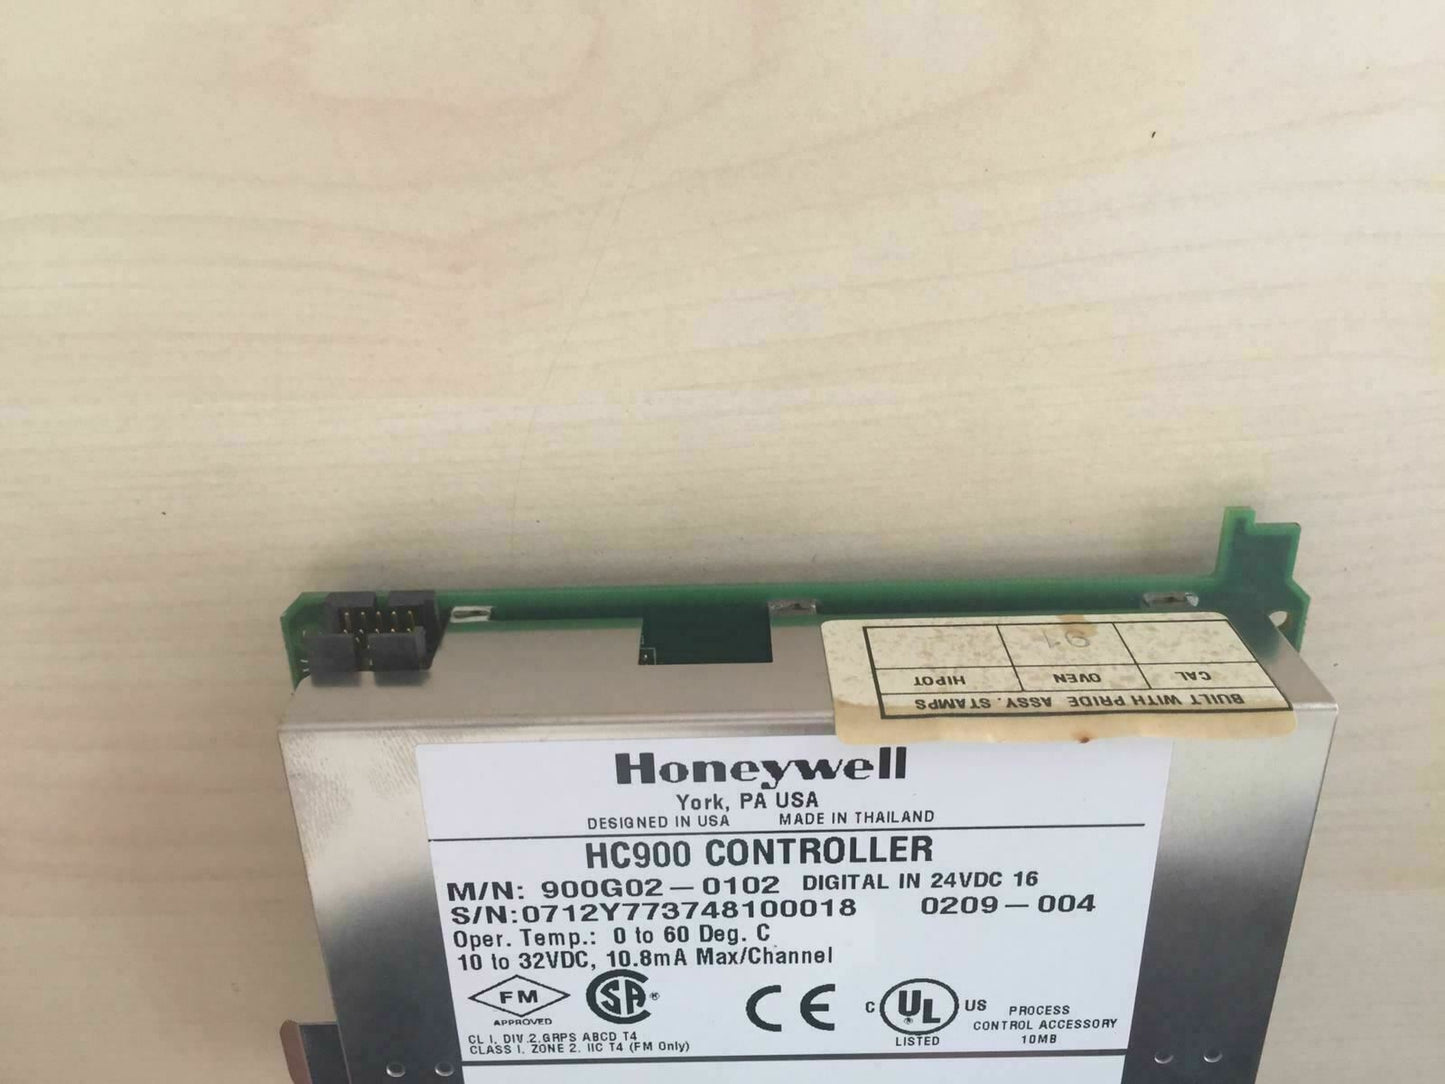 BUILT WITH PRIDE ASSY. STAMPS
CAL OVEN HIPOT
91
Honeywell
York, PA USA
DESIGNED IN USA MADE IN THAILAND
HC900 CONTROLLER
M/N: 900G02-0102 DIGITAL IN 24VDC 16
S/N:0712Y773748100018 0209-004
Oper. Temp.: 0 to 60 Deg. C
10 to 32VDC, 10.8mA Max/Channel
FM
APPROVED
SA
®
CE
C UL US
®
LISTED
PROCESS
CONTROL ACCESSORY
10MB
CL I, DIV.2,GRPS ABCD T4
CLASS I, ZONE 2, IIC T4 (FM Only)